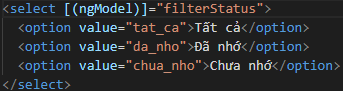 <select [(ngModel)]="filterStatus">
<option value="tat_ca">Tất cả</option>
<option value="da_nho">Đã nhớ</option>
<option value="chua_nho">Chưa nhớ</option>
</select>